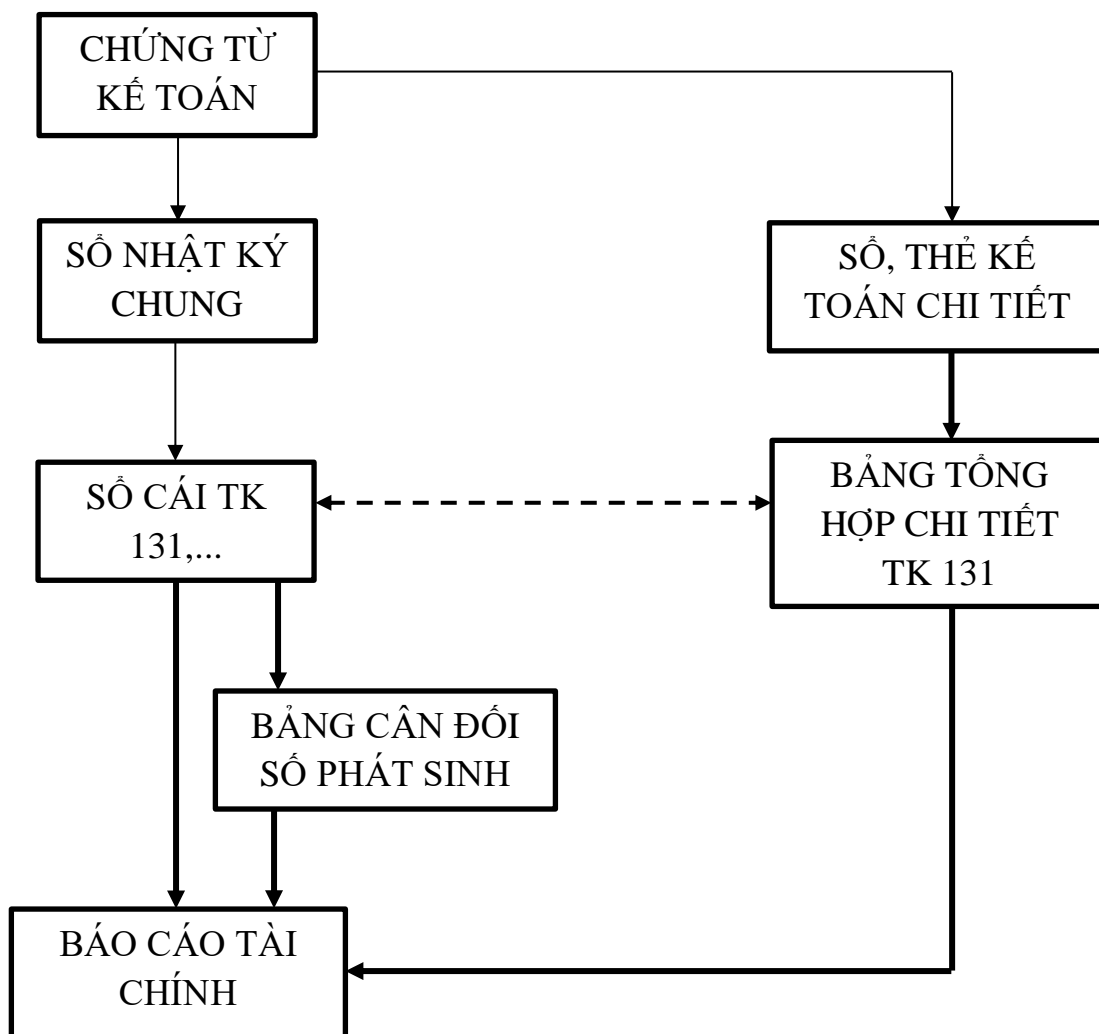 CHỨNG TỪ
KẾ TOÁN
SỔ NHẬT KÝ
CHUNG
SỔ, THẺ KẾ
TOÁN CHI TIẾT
SỔ CÁI TK
131,...
BẢNG TỔNG
HỢP CHI TIẾT
TK 131
BẢNG CÂN ĐỐI
SỐ PHÁT SINH
BÁO CÁO TÀI
CHÍNH